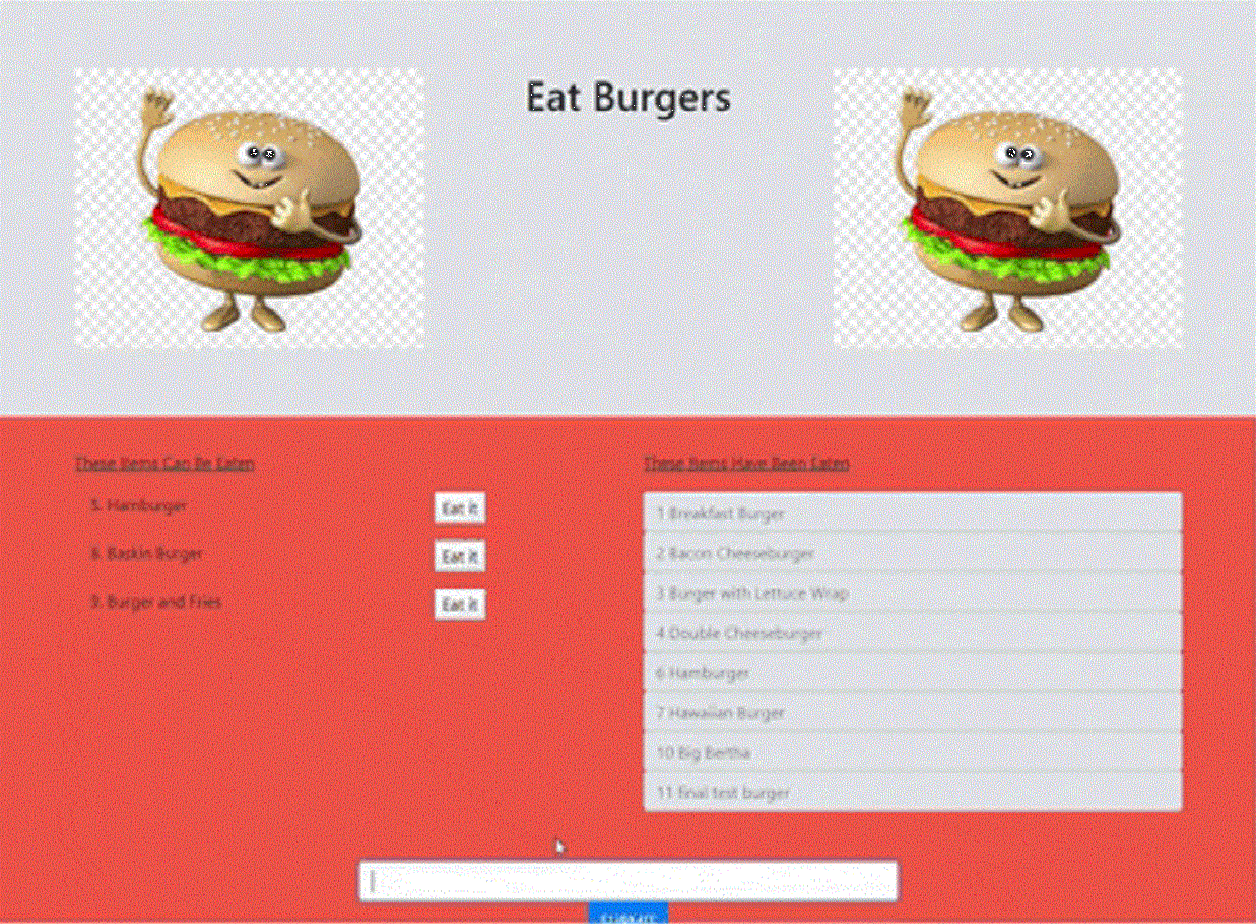 Eat Burgers
These Items Can Be Eaten
5. Hamburger
Eat it
8. Baskin Burger
Eat it
9. Burger and Fries
Eat it
These Items Have Been Eaten
1 Breakfast Burger
2 Bacon Cheeseburger
3 Burger with Lettuce Wrap
4 Double Cheeseburger
6 Hamburger
7 Hawaiian Burger
10 Big Bertha
11 final test burger
SUBMIT